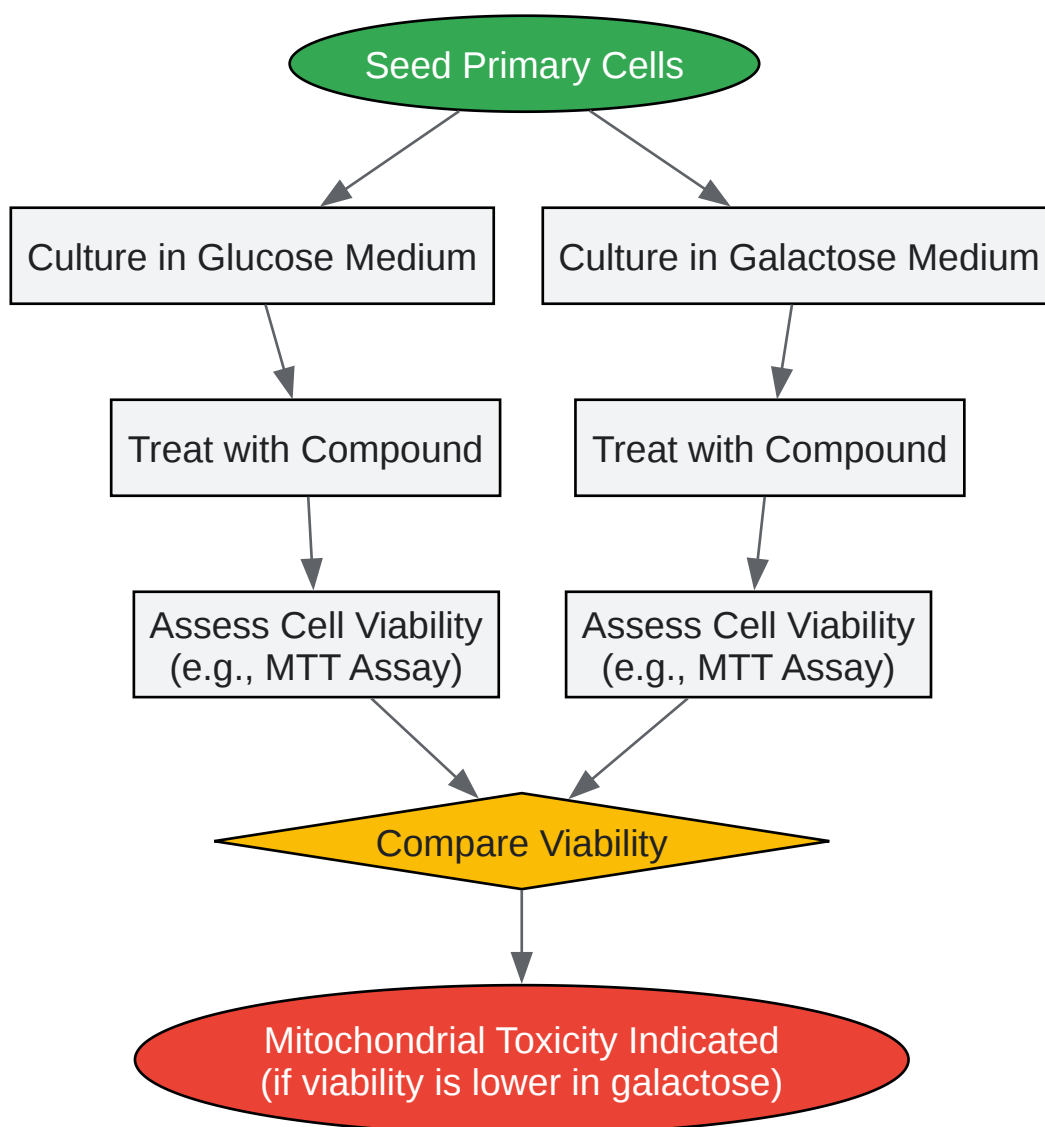 Seed Primary Cells
Culture in Glucose Medium
Culture in Galactose Medium
Treat with Compound
Treat with Compound
Assess Cell Viability
(e.g., MTT Assay)
Assess Cell Viability
(e.g., MTT Assay)
Compare Viability
Mitochondrial Toxicity Indicated
(if viability is lower in galactose)